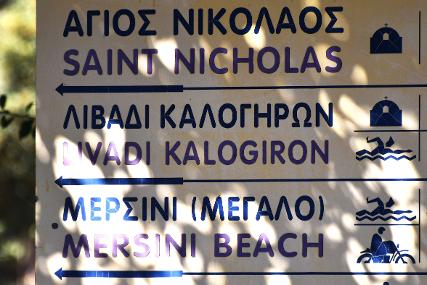 ΑΓΙΟΣ ΝΙΚΟΛΑΟΣ
SAINT NICHOLAS
ΛΙΒΑΔΙ ΚΑΛΟΓΗΡΩΝ
LIVADI KALOGIRON
ΜΕΡΣΙΝΙ (ΜΕΓΑΛΟ)
MERSINI BEACH